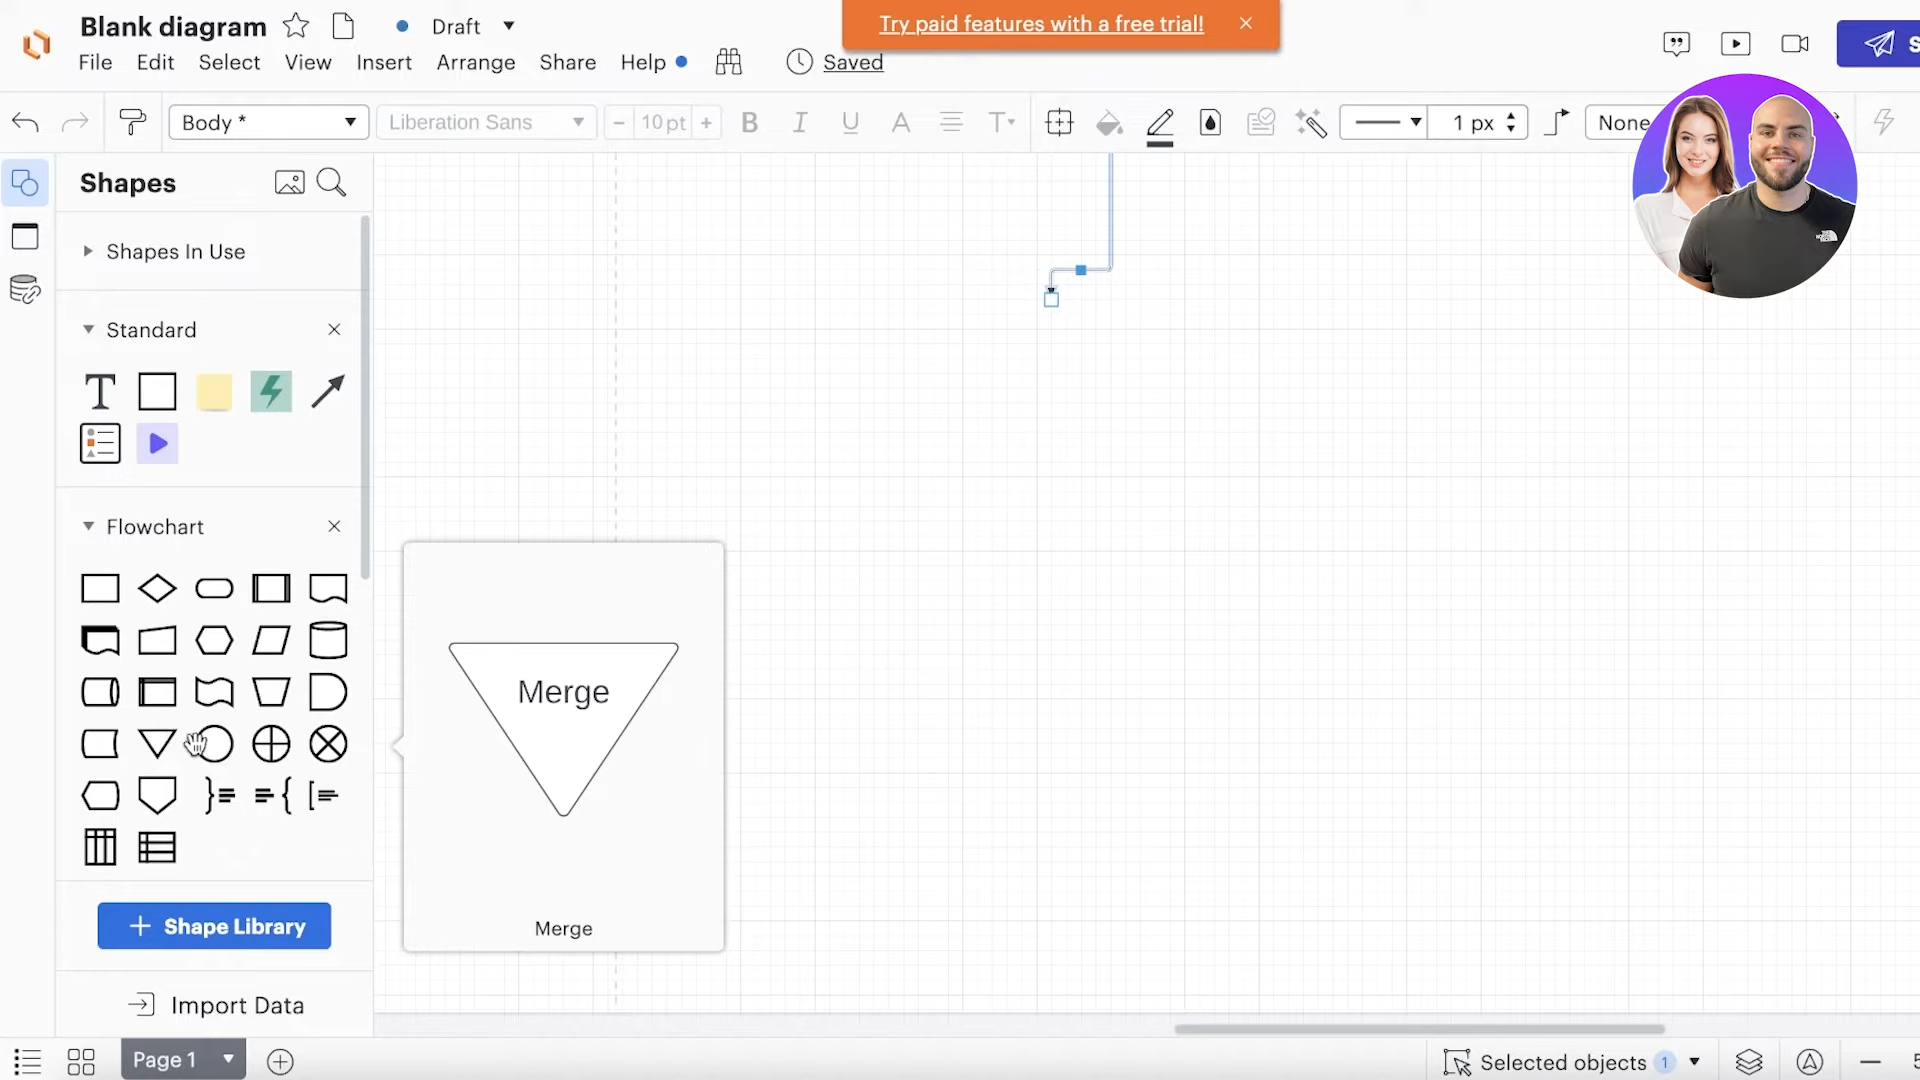 Blank diagram
Draft
Try paid features with a free trial!
File Edit Select View Insert Arrange Share Help
Saved
Body *
Liberation Sans
10 pt
B I U A T
1 px
None
Shapes
Shapes In Use
Standard
T
Flowchart
Merge
Merge
+ Shape Library
Import Data
Page 1
Selected objects 1